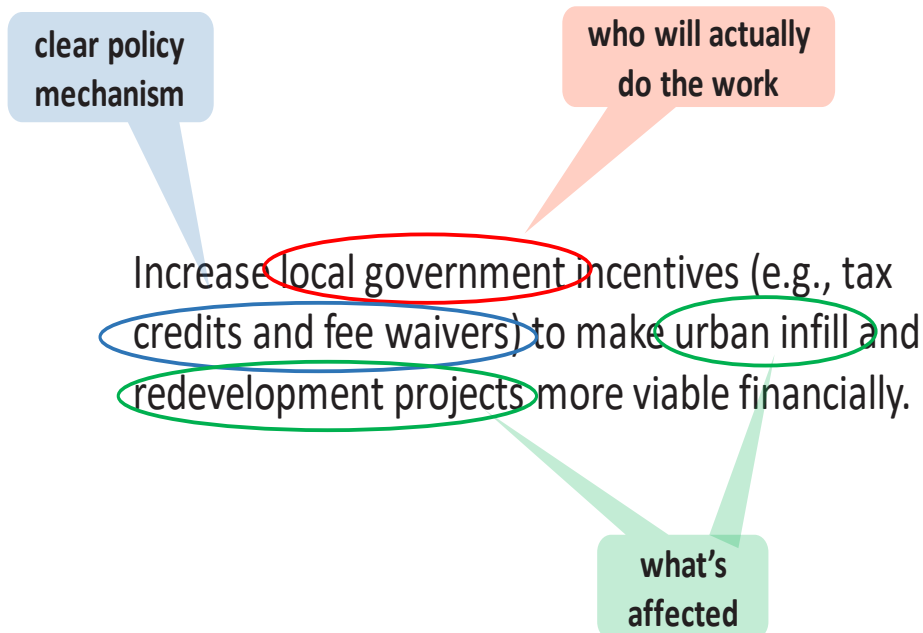 clear policy
mechanism
who will actually
do the work
Increase local government incentives (e.g., tax
credits and fee waivers) to make urban infill and
redevelopment projects more viable financially.
what's
affected